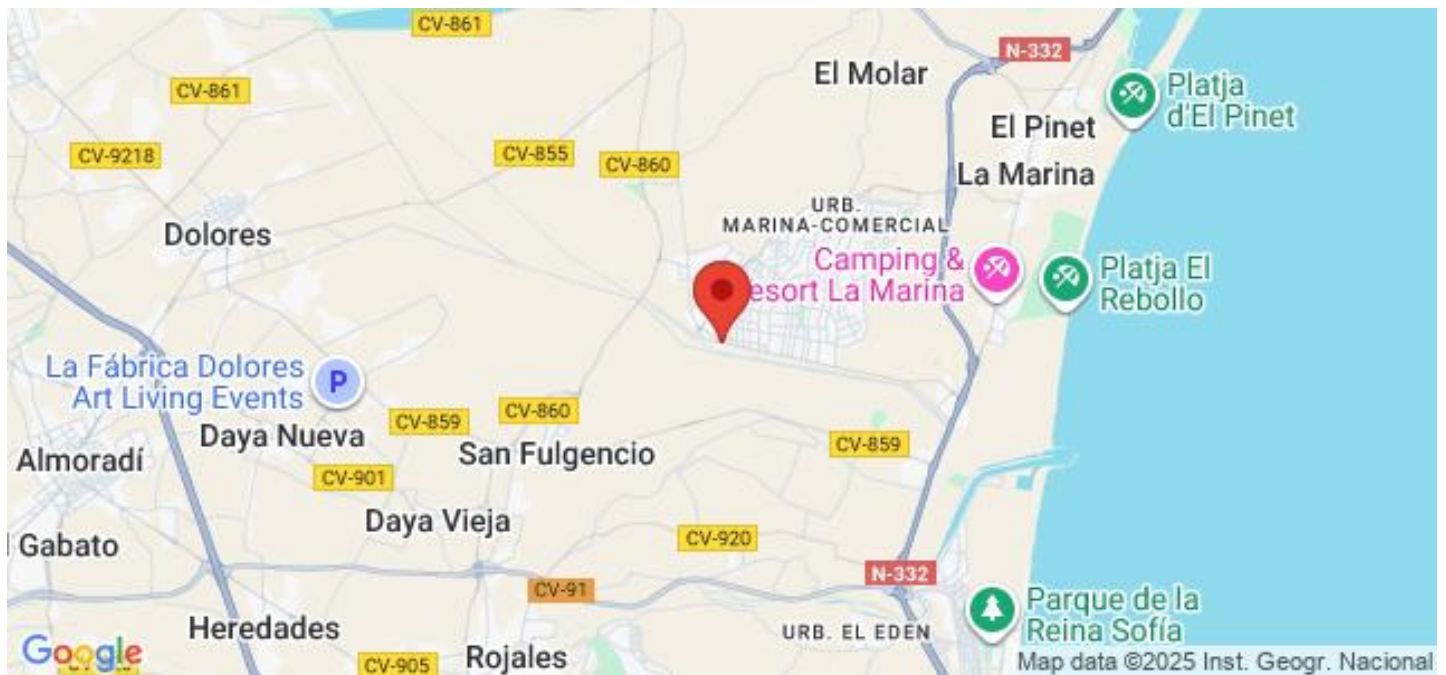 CV-861
N-332
El Molar
Platja
d'El Pinet
CV-861
El Pinet
CV-9218
CV-855
CV-860
La Marina
URB.
MARINA-COMERCIAL
Dolores
Camping &
esort La Marina
Platja El
Rebollo
La Fábrica Dolores
Art Living Events
P
CV-859
CV-860
Daya Nueva
CV-859
Almoradí
San Fulgencio
CV-901
Daya Vieja
CV-920
l Gabato
N-332
CV-91
Parque de la
Reina Sofía
Heredades
URB. EL EDEN
Google
CV-905
Rojales
Map data ©2025 Inst. Geogr. Nacional